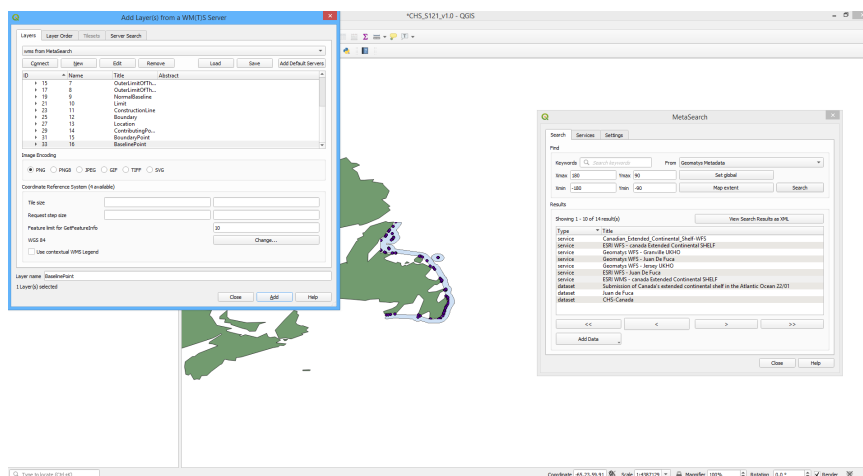 Add Layer(s) from a WM(T)S Server
*CHS_S121_v1.0 - QGIS
Layers Layer Order Tilesets Server Search
wms from MetaSearch
Connect New Edit Remove Load Save Add Default Servers
ID Name Title Abstract
15 7 OuterLimitOfTh...
17 8 OuterLimitOfTh...
19 9 NormalBaseline
21 10 Limit
23 11 ConstructionLine
25 12 Boundary
27 13 Location
29 14 ContributingPo...
31 15 BoundaryPoint
33 16 BaselinePoint
Image Encoding
PNG PNG8 JPEG GIF TIFF SVG
Coordinate Reference System (4 available)
Tile size
Request step size
Feature limit for GetFeatureInfo 10
WGS 84 Change...
Use contextual WMS Legend
Layer name BaselinePoint
1 Layer(s) selected
Close Add Help
MetaSearch
Search Services Settings
Find
Keywords Search keywords From Geomatys Metadata
Xmax 180 Ymax 90 Set global
Xmin -180 Ymin -90 Map extent Search
Results
Showing 1 - 10 of 14 result(s) View Search Results as XML
Type Title
service Canadian_Extended_Continental_Shelf-WFS
service ESRI WFS - canada Extended Continental SHELF
service Geomatys WFS - Granville UKHO
service Geomatys WFS - Juan De Fuca
service Geomatys WFS - Jersey UKHO
service ESRI WFS - Juan De Fuca
service ESRI WMS - canada Extended Continental SHELF
dataset Submission of Canada's extended continental shelf in the Atlantic Ocean 22/01
dataset Juan de Fuca
dataset CHS-Canada
<< < > >>
Add Data
Close Help
Type to locate (Ctrl+K)
Coordinate -65.23,59.91 Scale 1:4387129 Magnifier 100% Rotation 0.0 ° Render